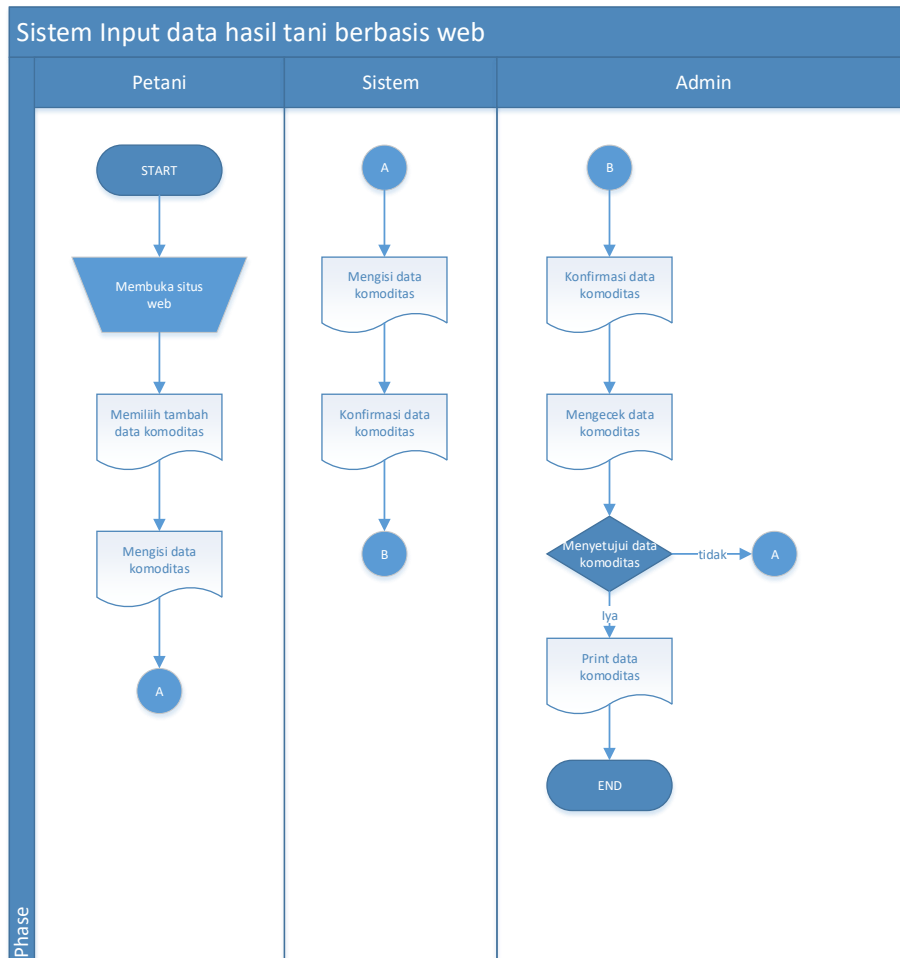 Sistem Input data hasil tani berbasis web
Petani
Sistem
Admin
START
Membuka situs
web
Memiliih tambah
data komoditas
Mengisi data
komoditas
A
A
Mengisi data
komoditas
Konfirmasi data
komoditas
B
B
Konfirmasi data
komoditas
Mengecek data
komoditas
Menyetujui data
komoditas
tidak
A
Iya
Print data
komoditas
END
Phase